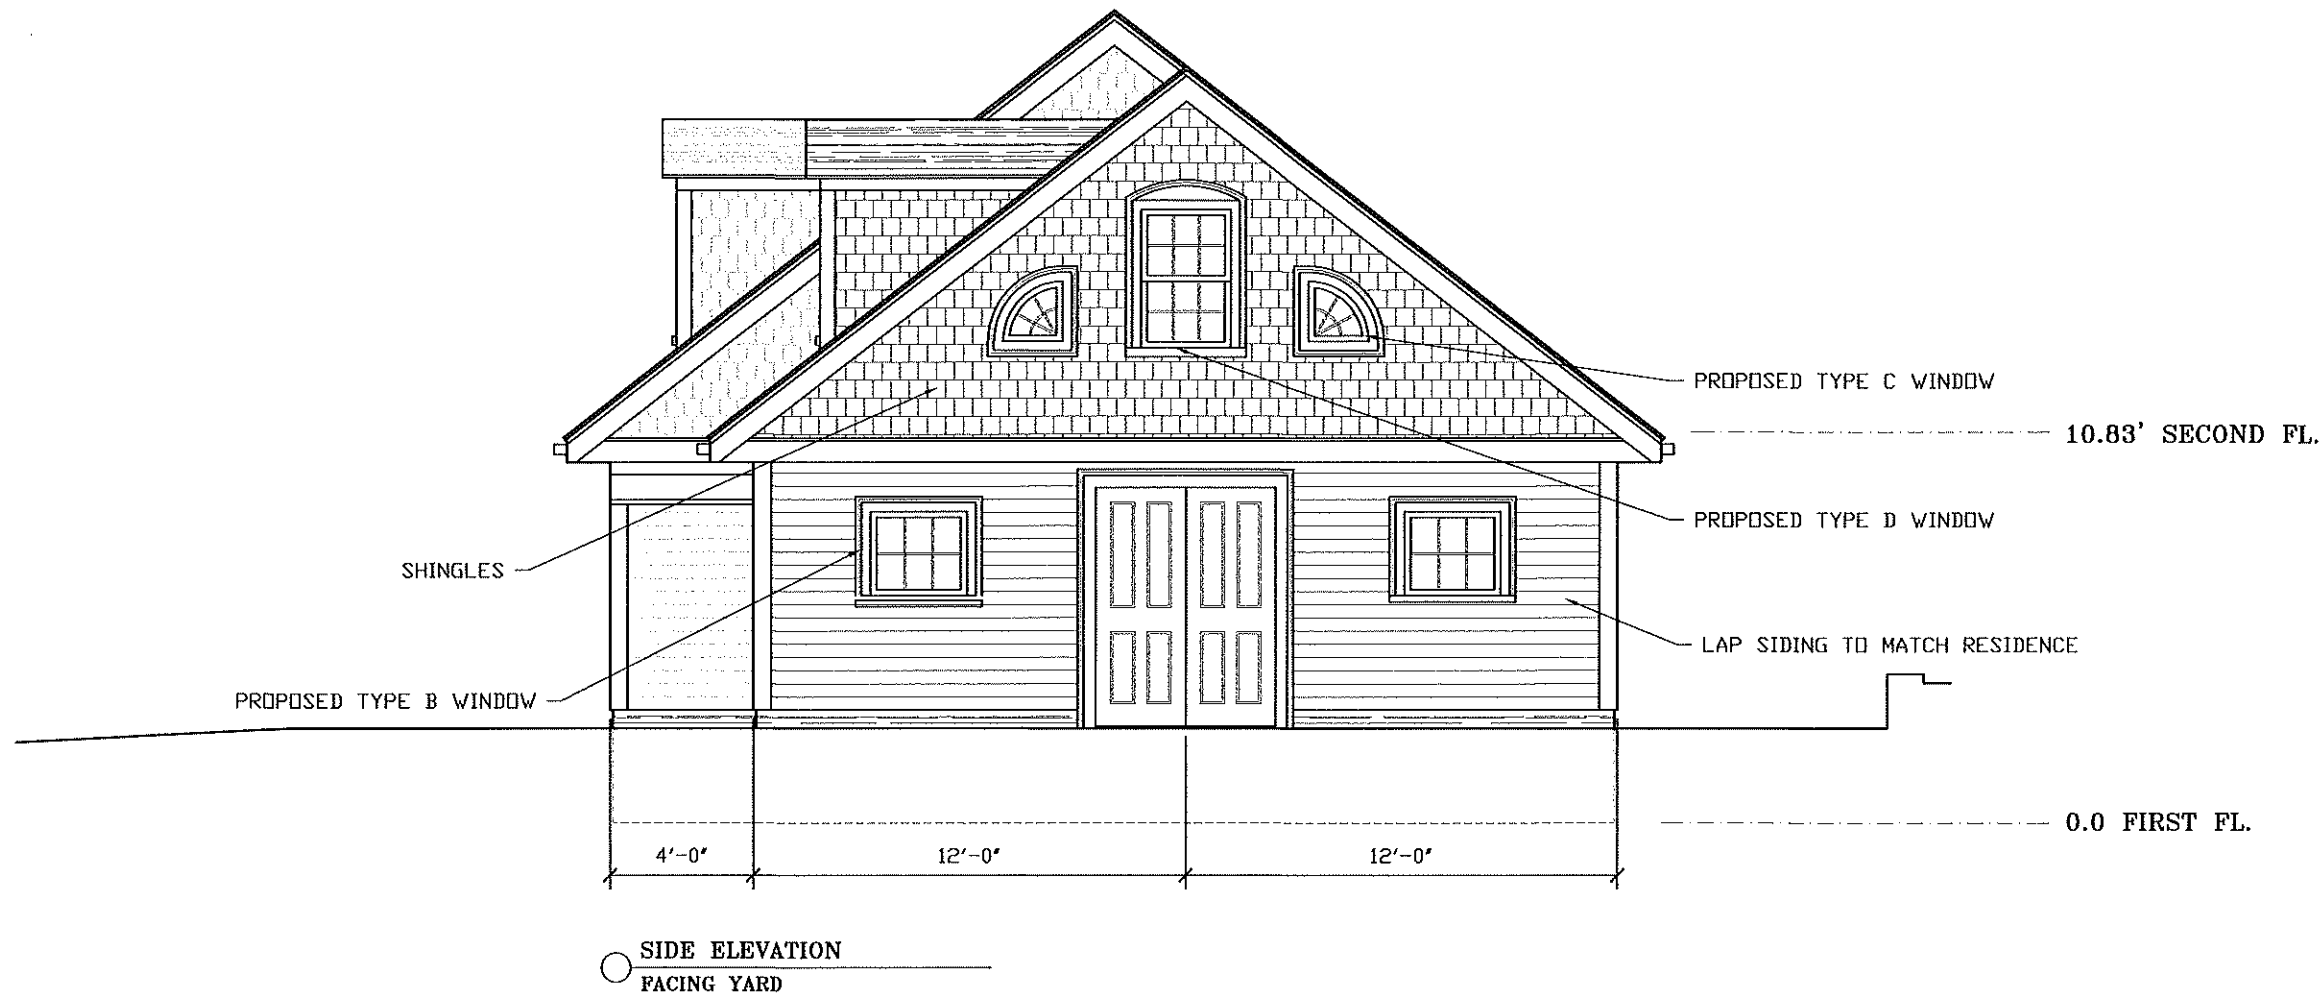 PROPOSED TYPE C WINDOW
10.83' SECOND FL.
PROPOSED TYPE D WINDOW
SHINGLES
LAP SIDING TO MATCH RESIDENCE
PROPOSED TYPE B WINDOW
0.0 FIRST FL.
4'-0"
12'-0"
12'-0"
SIDE ELEVATION
FACING YARD